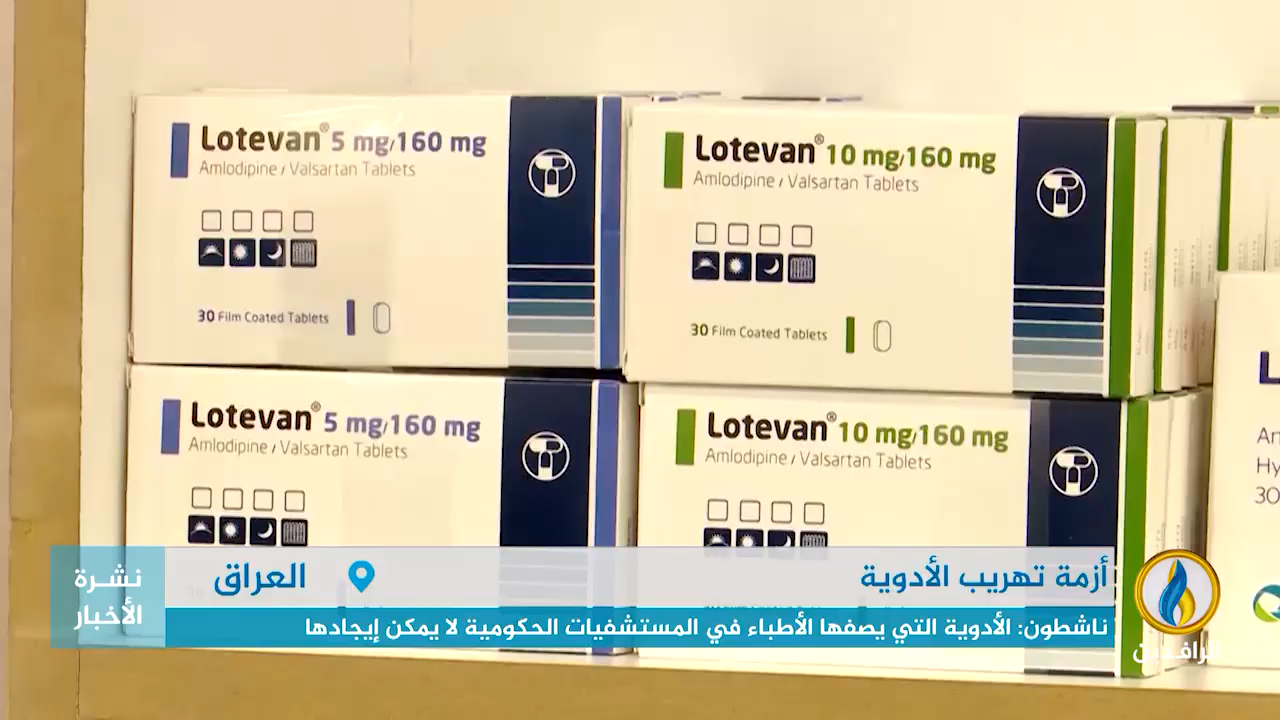 Lotevan® 5 mg/160 mg
Amlodipine / Valsartan Tablets
30 Film Coated Tablets
Lotevan® 10 mg/160 mg
Amlodipine / Valsartan Tablets
30 Film Coated Tablets
Lotevan® 5 mg/160 mg
Amlodipine / Valsartan Tablets
Lotevan® 10 mg/160 mg
Amlodipine / Valsartan Tablets
L
An
Hy
30
أزمة تهريب الأدوية
العراق
ناشطون: الأدوية التي يصفها الأطباء في المستشفيات الحكومية لا يمكن إيجادها
نشرة
الأخبار
الرافدين